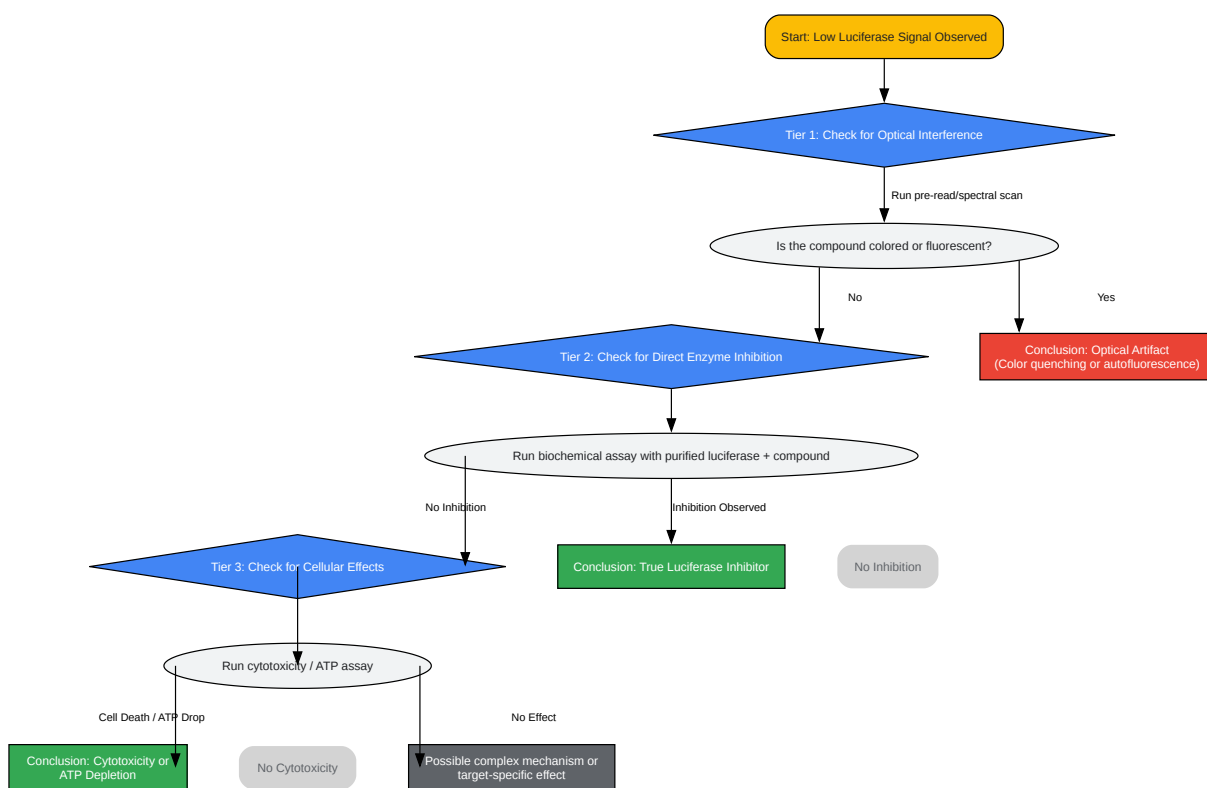 Start: Low Luciferase Signal Observed
Tier 1: Check for Optical Interference
Run pre-read/spectral scan
Is the compound colored or fluorescent?
No
Yes
Tier 2: Check for Direct Enzyme Inhibition
Conclusion: Optical Artifact
(Color quenching or autofluorescence)
Run biochemical assay with purified luciferase + compound
No Inhibition
Inhibition Observed
Tier 3: Check for Cellular Effects
Conclusion: True Luciferase Inhibitor
No Inhibition
Run cytotoxicity / ATP assay
Cell Death / ATP Drop
No Effect
Conclusion: Cytotoxicity or
ATP Depletion
No Cytotoxicity
Possible complex mechanism or
target-specific effect